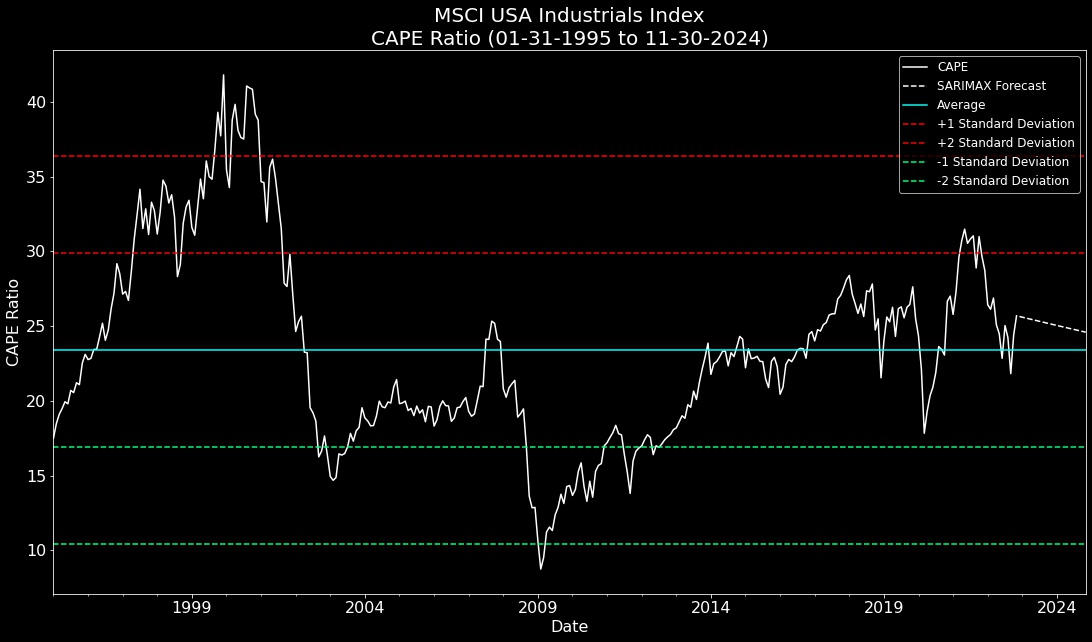 MSCI USA Industrials Index
CAPE Ratio (01-31-1995 to 11-30-2024)
CAPE
SARIMAX Forecast
Average
+1 Standard Deviation
+2 Standard Deviation
-1 Standard Deviation
-2 Standard Deviation
CAPE Ratio
40
35
30
25
20
15
10
1999 2004 2009 2014 2019 2024
Date